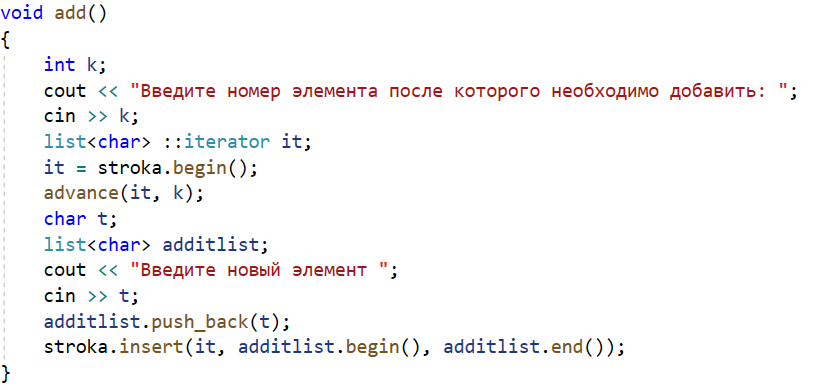 void add()
{
int k;
cout << "Введите номер элемента после которого необходимо добавить: ";
cin >> k;
list<char> ::iterator it;
it = stroka.begin();
advance(it, k);
char t;
list<char> additlist;
cout << "Введите новый элемент ";
cin >> t;
additlist.push_back(t);
stroka.insert(it, additlist.begin(), additlist.end());
}